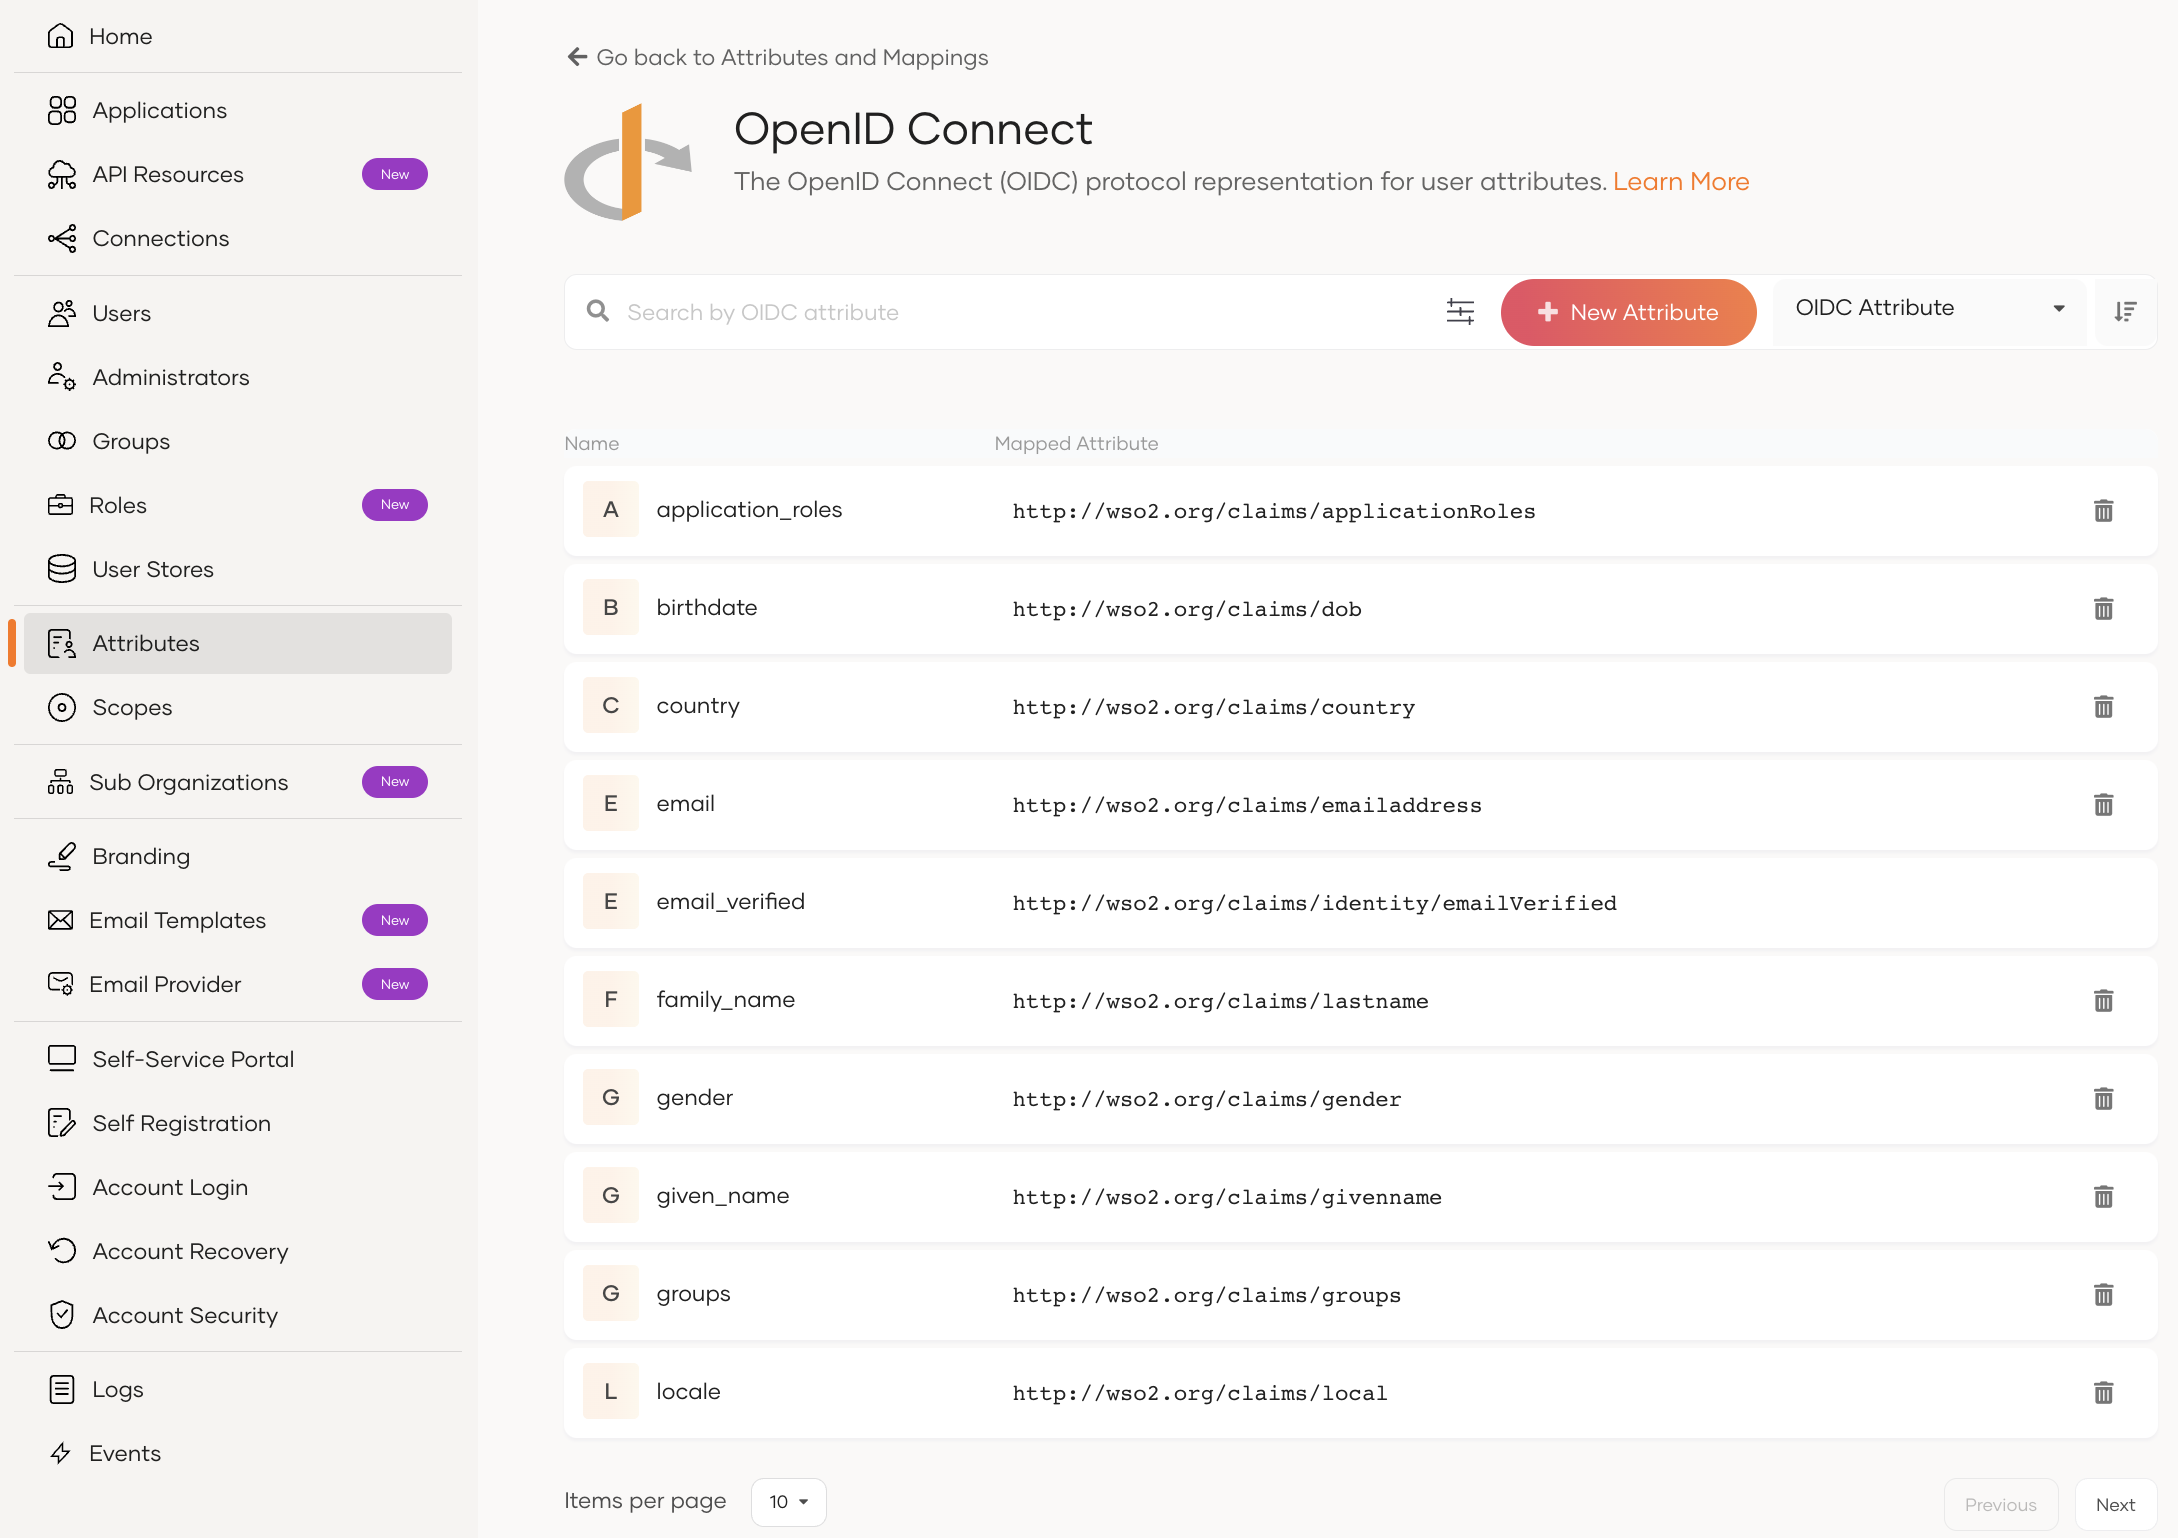 Home
Applications
API Resources New
Connections
Users
Administrators
Groups
Roles New
User Stores
Attributes
Scopes
Sub Organizations New
Branding
Email Templates New
Email Provider New
Self-Service Portal
Self Registration
Account Login
Account Recovery
Account Security
Logs
Events
Go back to Attributes and Mappings
OpenID Connect
The OpenID Connect (OIDC) protocol representation for user attributes. Learn More
Search by OIDC attribute New Attribute OIDC Attribute
Name Mapped Attribute
A application_roles http://wso2.org/claims/applicationRoles
B birthdate http://wso2.org/claims/dob
C country http://wso2.org/claims/country
E email http://wso2.org/claims/emailaddress
E email_verified http://wso2.org/claims/identity/emailVerified
F family_name http://wso2.org/claims/lastname
G gender http://wso2.org/claims/gender
G given_name http://wso2.org/claims/givenname
G groups http://wso2.org/claims/groups
L locale http://wso2.org/claims/local
Items per page 10 Previous Next